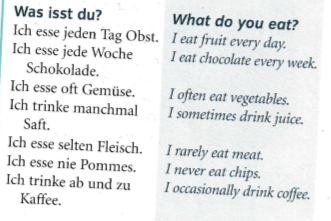 Was isst du?
Ich esse jeden Tag Obst.
Ich esse jede Woche
Schokolade.
Ich esse oft Gemüse.
Ich trinke manchmal
Saft.
Ich esse selten Fleisch.
Ich esse nie Pommes.
Ich trinke ab und zu
Kaffee.
What do you eat?
I eat fruit every day.
I eat chocolate every week.
I often eat vegetables.
I sometimes drink juice.
I rarely eat meat.
I never eat chips.
I occasionally drink coffee.